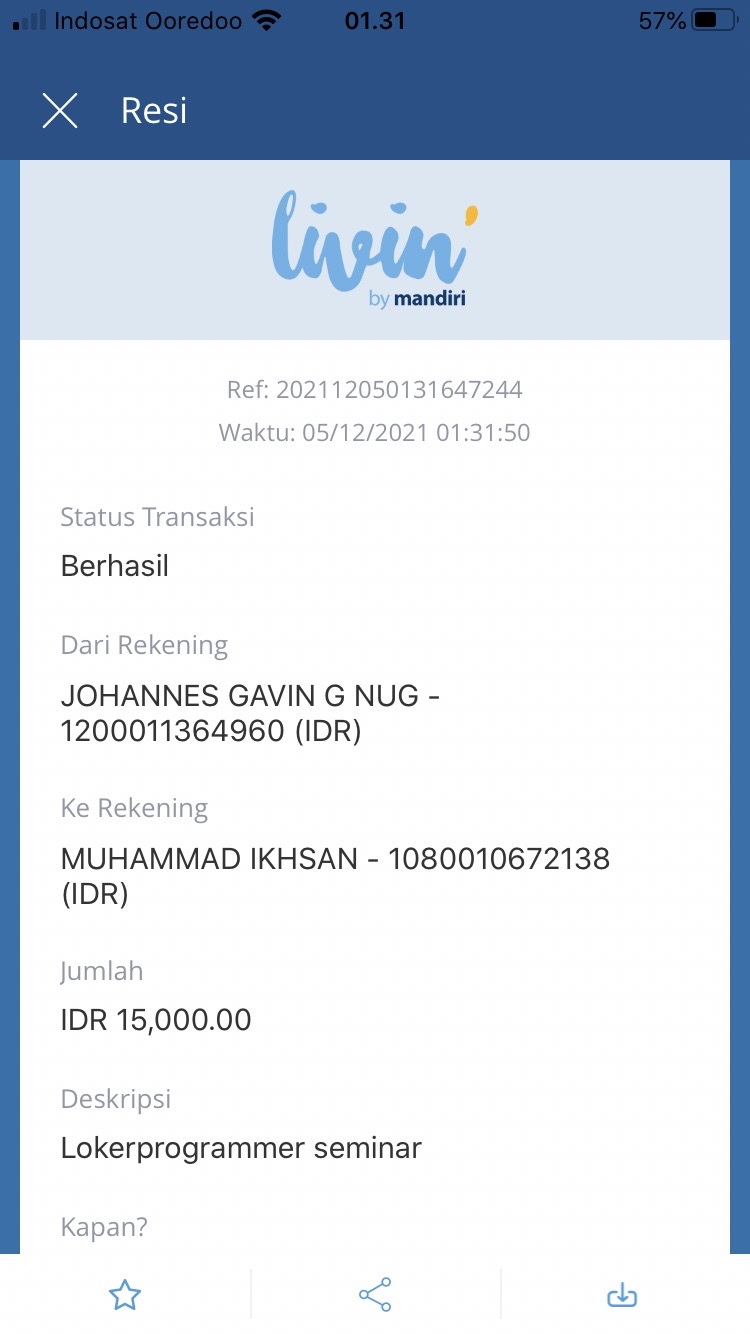 Indosat Ooredoo 01.31 57%
Resi
livin'
by mandiri
Ref: 202112050131647244
Waktu: 05/12/2021 01:31:50
Status Transaksi
Berhasil
Dari Rekening
JOHANNES GAVIN G NUG -
1200011364960 (IDR)
Ke Rekening
MUHAMMAD IKHSAN - 1080010672138
(IDR)
Jumlah
IDR 15,000.00
Deskripsi
Lokerprogrammer seminar
Kapan?